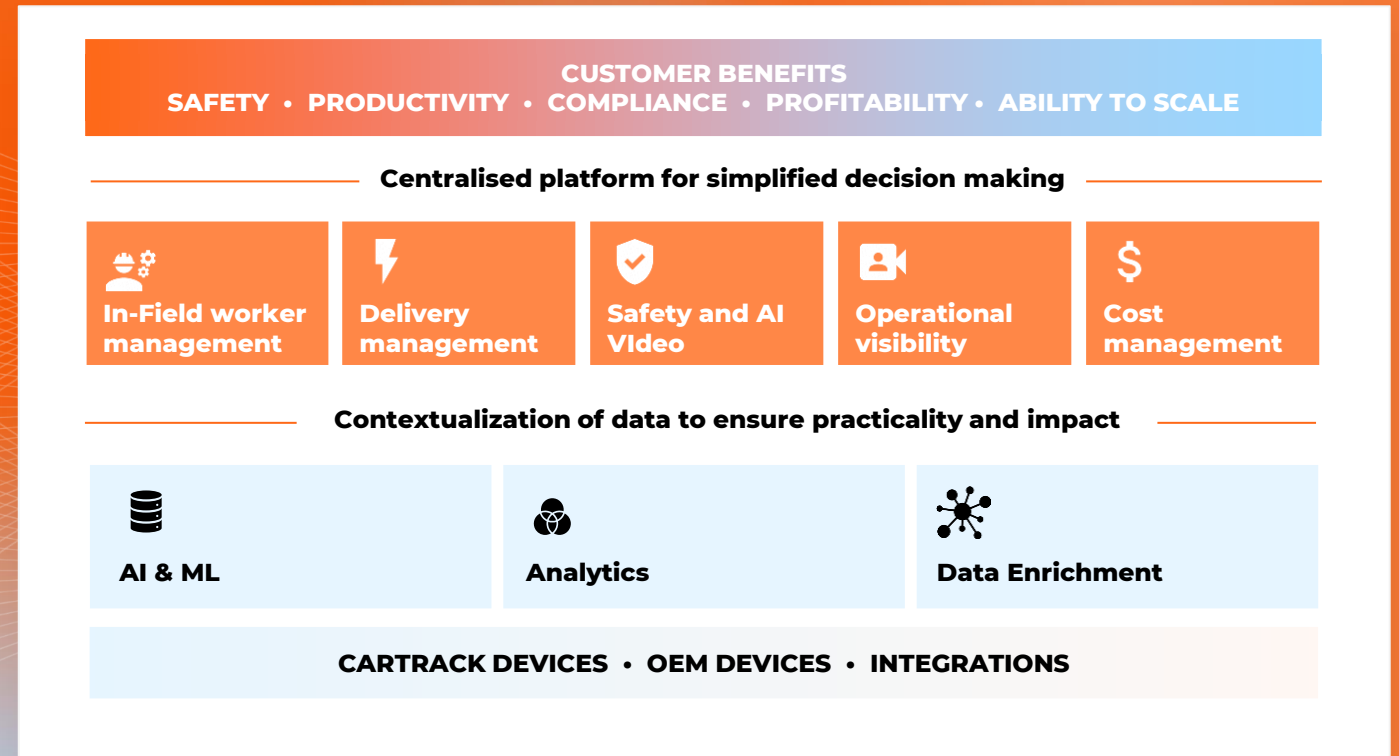 CUSTOMER BENEFITS
SAFETY • PRODUCTIVITY • COMPLIANCE • PROFITABILITY • ABILITY TO SCALE
Centralised platform for simplified decision making
In-Field worker
management
Delivery
management
Safety and AI
VIdeo
Operational
visibility
Cost
management
Contextualization of data to ensure practicality and impact
AI & ML
Analytics
Data Enrichment
CARTRACK DEVICES • OEM DEVICES • INTEGRATIONS